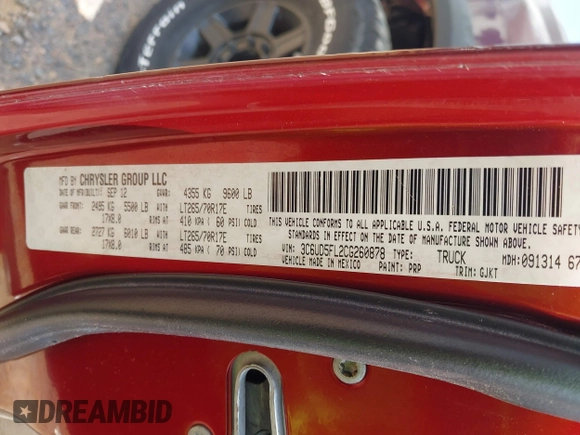 terrain
MFD BY CHRYSLER GROUP LLC
DATE OF MFR(BUILT): SEP 12 GVWR: 4355 KG 9600 LB
GAWR FRONT: 2495 KG 5500 LB WITH LT265/70R17E TIRES
17X8.0 RIMS AT 410 KPA ( 60 PSI) COLD
GAWR REAR: 2727 KG 6010 LB WITH LT265/70R17E TIRES
17X8.0 RIMS AT 485 KPA ( 70 PSI) COLD
THIS VEHICLE CONFORMS TO ALL APPLICABLE U.S.A. FEDERAL MOTOR VEHICLE SAFETY
STANDARDS IN EFFECT ON THE DATE OF MANUFACTURE SHOWN ABOVE.
VIN: 3C6UD5FL2CG260878 TYPE: TRUCK MDH: 091314 67
VEHICLE MADE IN MEXICO PAINT: PRP TRIM: GJKT
DREAMBID